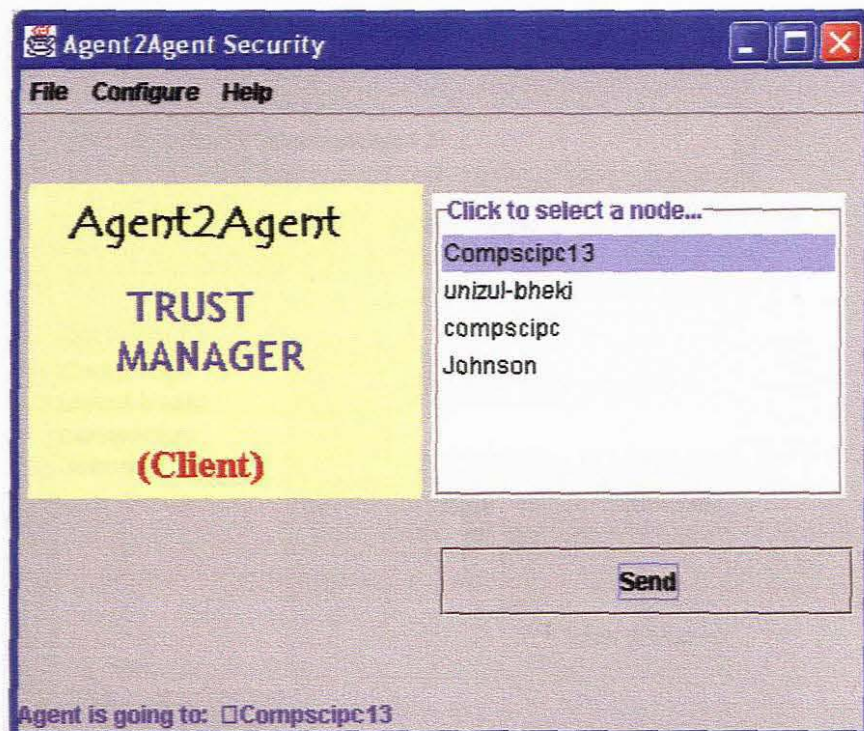 Agent2Agent Security
File Configure Help
Agent2Agent
TRUST
MANAGER
(Client)
Click to select a node...
Compscipc13
unizul-bheki
compscipc
Johnson
Send
Agent is going to: □Compscipc13